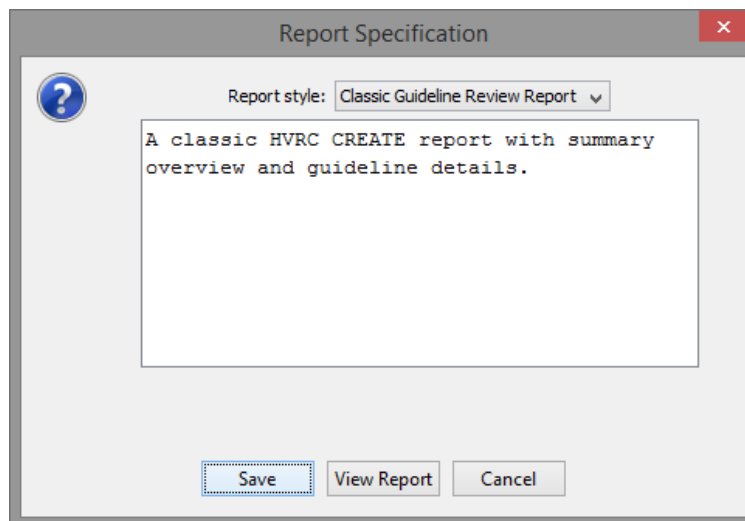 Report Specification
Report style: Classic Guideline Review Report
A classic HVRC CREATE report with summary
overview and guideline details.
Save View Report Cancel